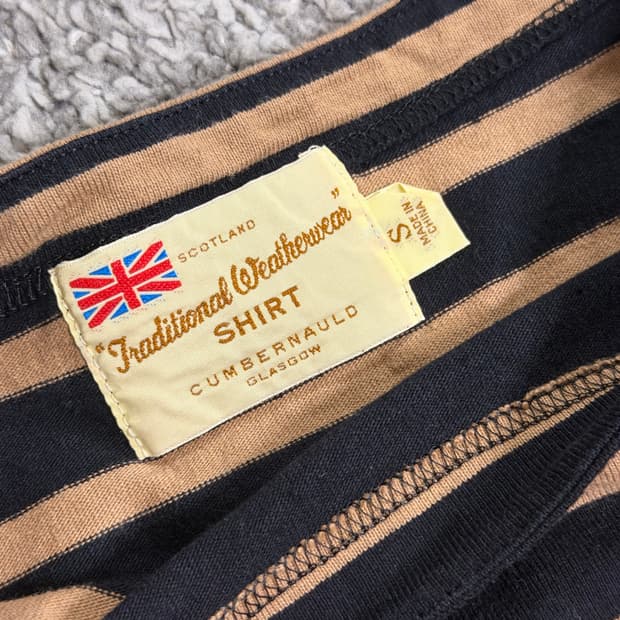 SCOTLAND
"Traditional Weatherwear"
SHIRT
CUMBERNAULD
GLASGOW
S
MADE IN
CHINA